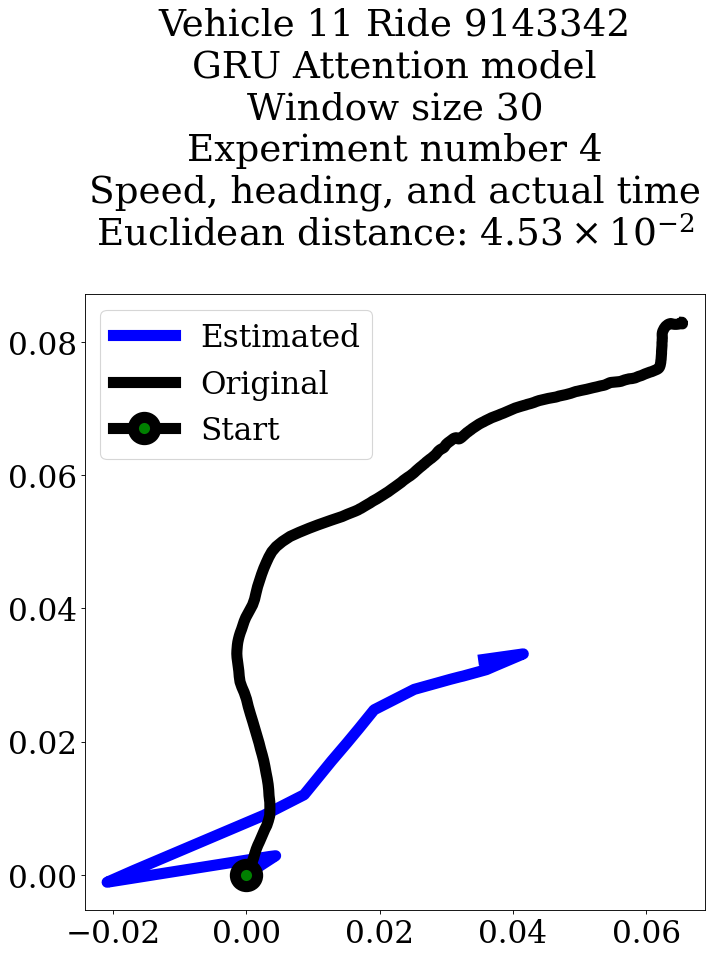 Vehicle 11 Ride 9143342
GRU Attention model
Window size 30
Experiment number 4
Speed, heading, and actual time
Euclidean distance: 4.53 × 10⁻²
Estimated
Original
Start
0.08
0.06
0.04
0.02
0.00
−0.02 0.00 0.02 0.04 0.06